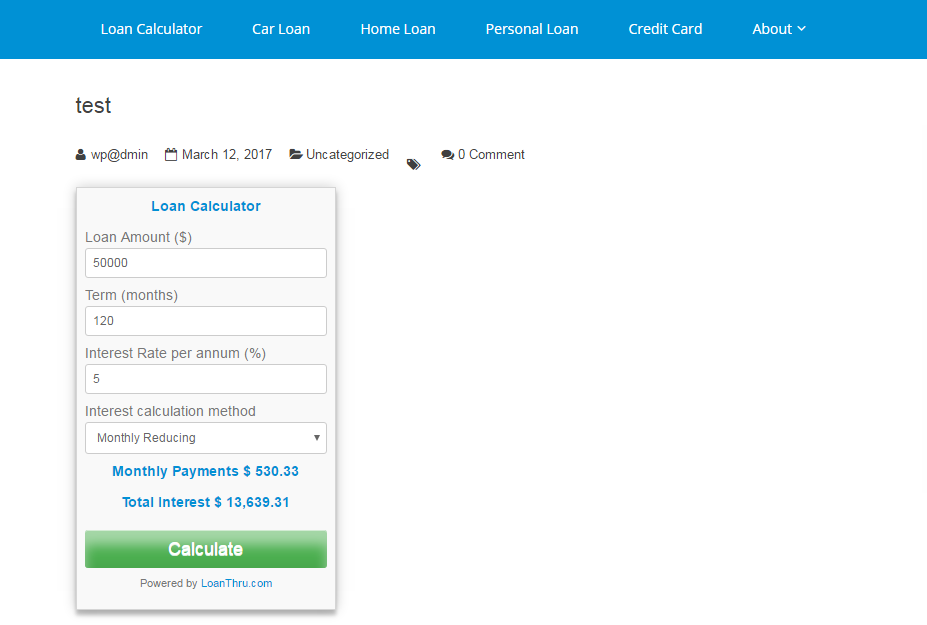 Loan Calculator Car Loan Home Loan Personal Loan Credit Card About
test
wp@dmin March 12, 2017 Uncategorized 0 Comment
Loan Calculator
Loan Amount ($)
50000
Term (months)
120
Interest Rate per annum (%)
5
Interest calculation method
Monthly Reducing
Monthly Payments $ 530.33
Total Interest $ 13,639.31
Calculate
Powered by LoanThru.com